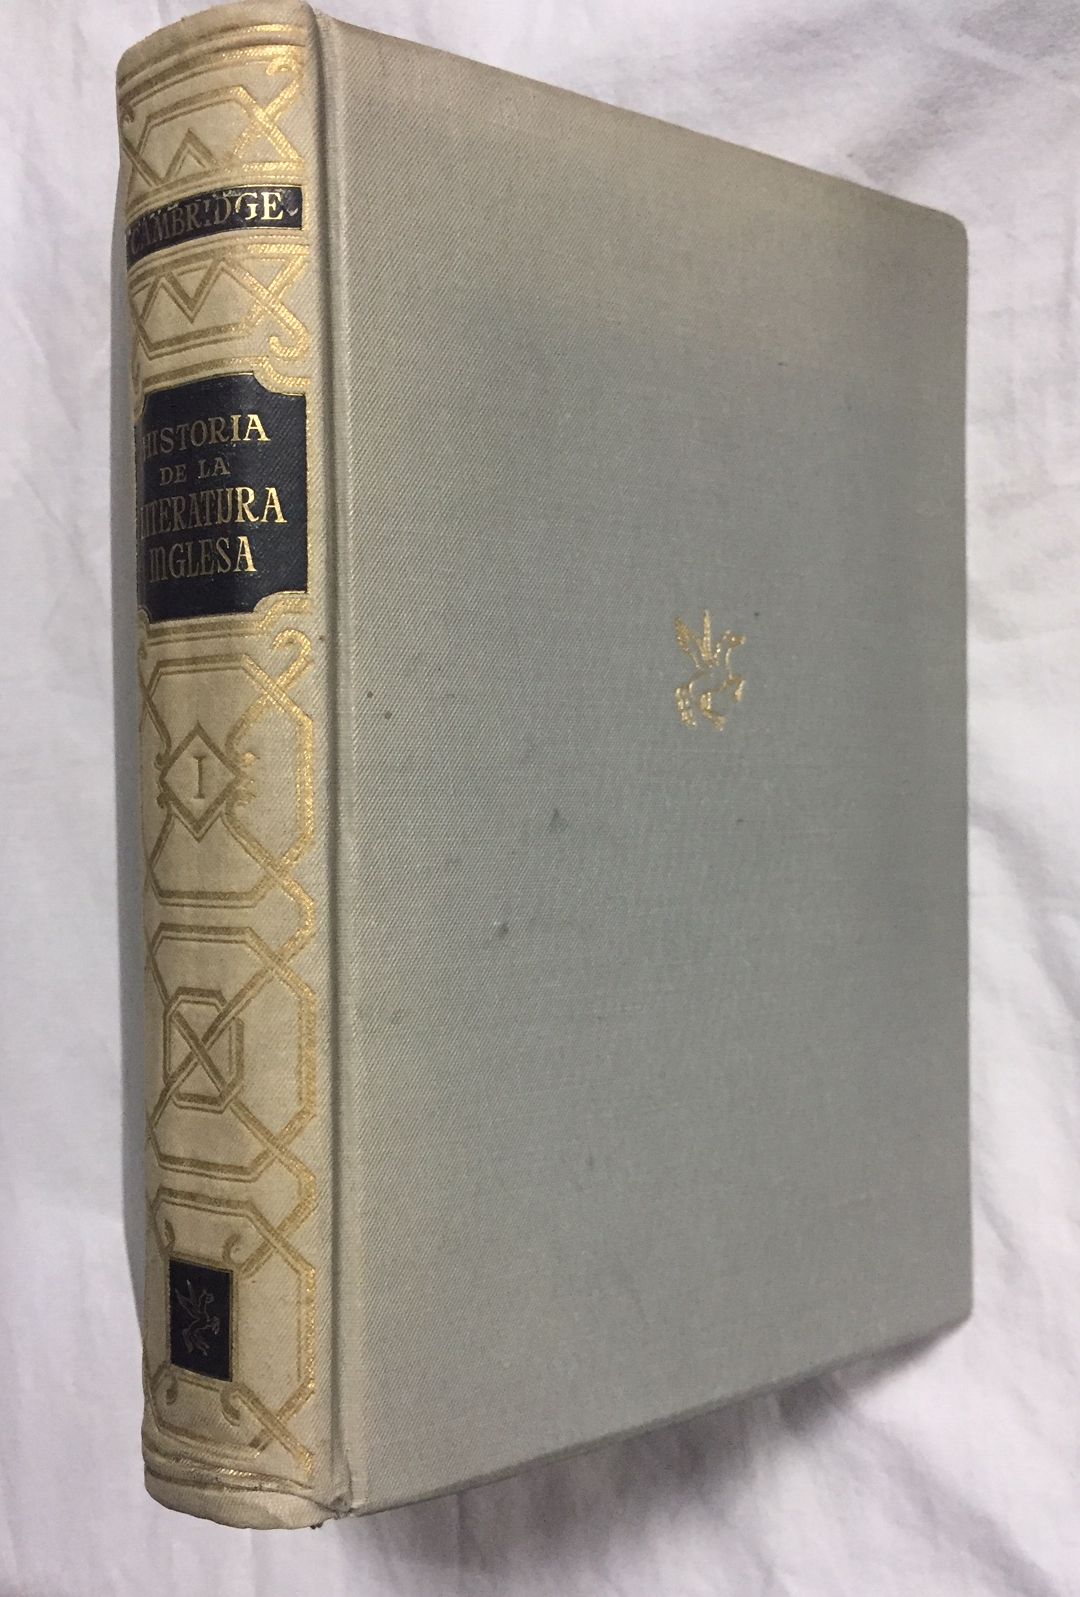 CAMBRIDGE
HISTORIA
DE LA
LITERATURA
INGLESA
I